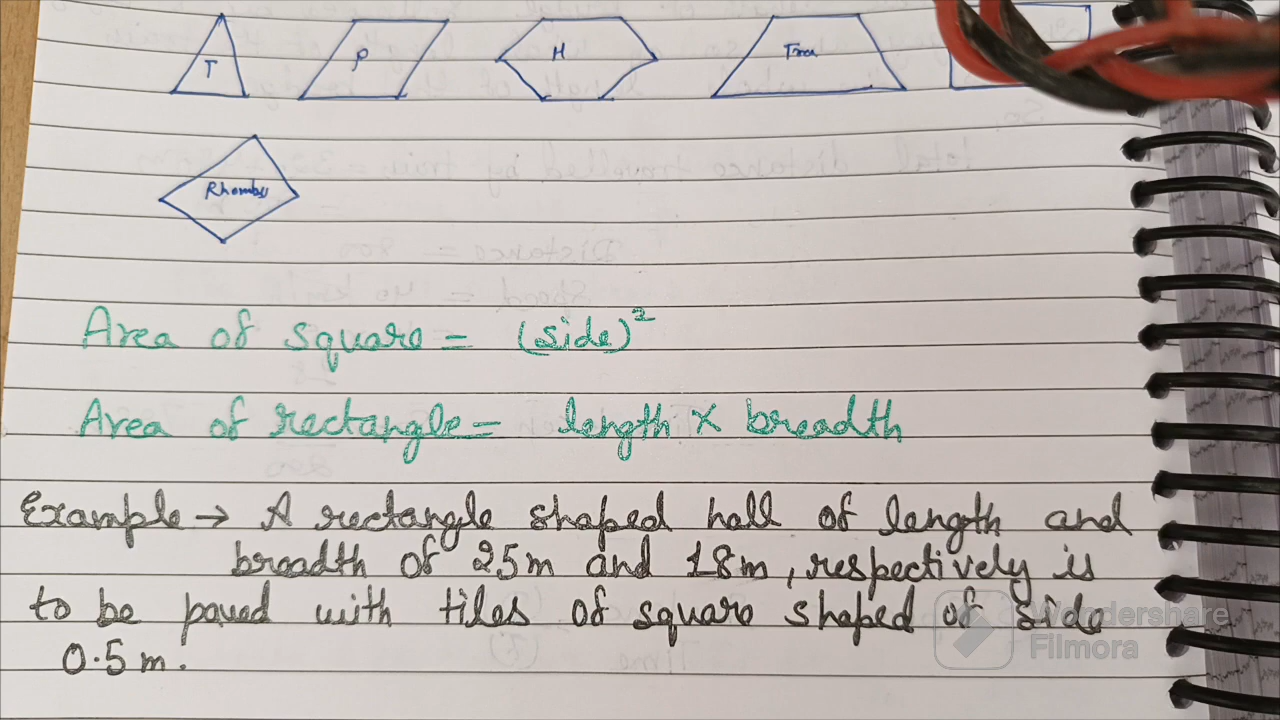 T P H Tra
Rhombus
Area of square = (side)²
Area of rectangle = length × breadth
Example → A rectangle shaped hall of length and
breadth of 25m and 18m, respectively is
to be paved with tiles of square shaped of side
0.5 m.
Wondershare
Filmora